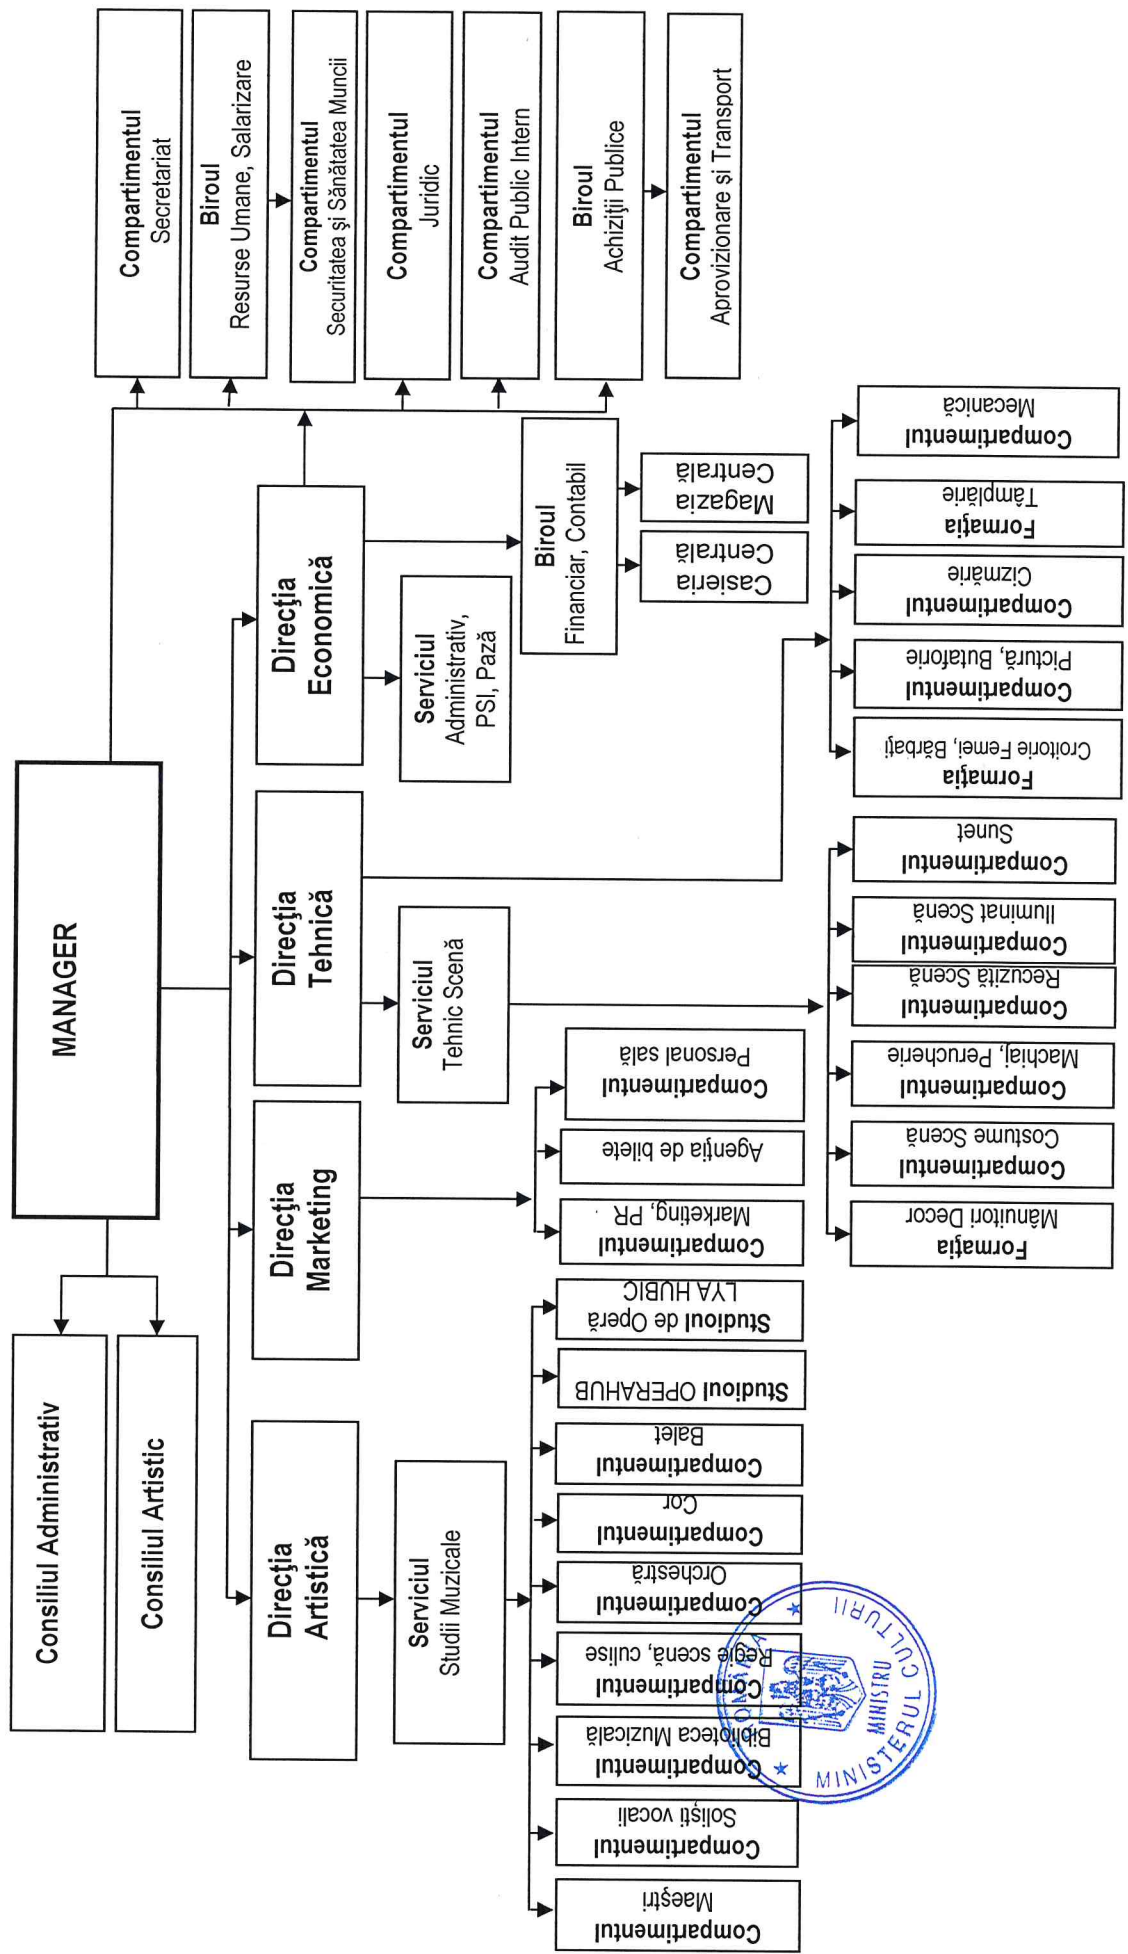 MANAGER
Consiliul Administrativ
Consiliul Artistic
Direcţia
Artistică
Direcţia
Marketing
Direcţia
Tehnică
Direcţia
Economică
Compartimentul
Secretariat
Biroul
Resurse Umane, Salarizare
Compartimentul
Securitatea şi Sănătatea Muncii
Compartimentul
Juridic
Compartimentul
Audit Public Intern
Biroul
Achiziţii Publice
Compartimentul
Aprovizionare şi Transport
Serviciul
Studii Muzicale
Serviciul
Tehnic Scenă
Serviciul
Administrativ,
PSI, Pază
Biroul
Financiar, Contabil
Casieria
Centrală
Magazia
Centrală
Compartimentul
Maeştri
Compartimentul
Solişti vocali
Compartimentul
Biblioteca Muzicală
Compartimentul
Regie scenă, culise
Compartimentul
Orchestră
Compartimentul
Cor
Compartimentul
Balet
Studioul OPERAHUB
Studioul de Operă
LYA HUBIC
Compartimentul
Marketing, PR
Agenţia de bilete
Compartimentul
Personal sală
Formaţia
Mânuitori Decor
Compartimentul
Costume Scenă
Compartimentul
Machiaj, Perucherie
Compartimentul
Recuzită Scenă
Compartimentul
Iluminat Scenă
Compartimentul
Sunet
Formaţia
Croitorie Femei, Bărbaţi
Compartimentul
Pictură, Butaforie
Compartimentul
Cizmărie
Formaţia
Tâmplărie
Compartimentul
Mecanică
ROMÂNIA
MINISTERUL CULTURII
MINISTRU